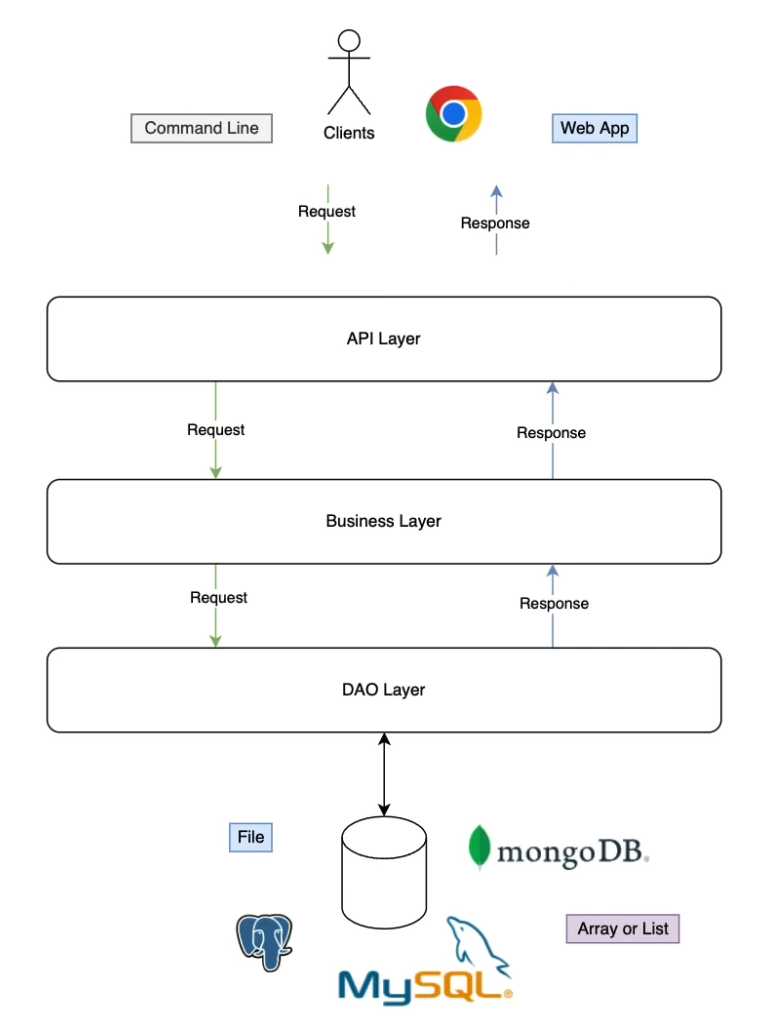 Command Line
Clients
Web App
Request
Response
API Layer
Request
Response
Business Layer
Request
Response
DAO Layer
File
mongoDB®
Array or List
MySQL®